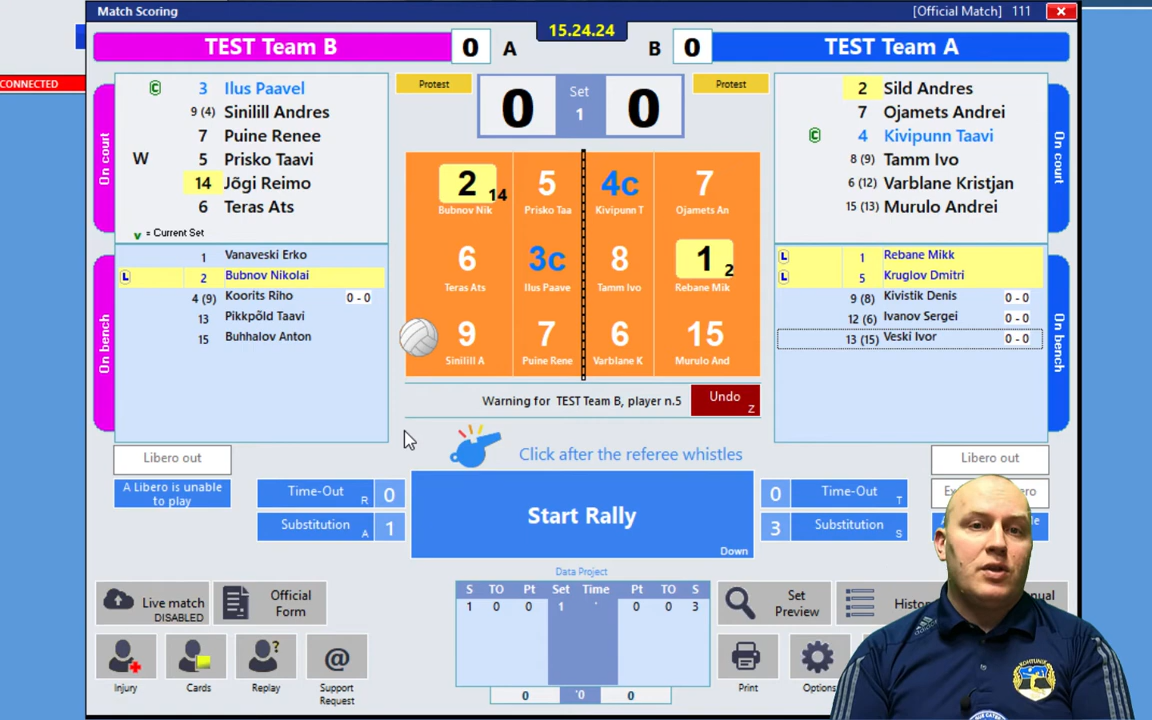 Match Scoring
[Official Match] 111
CONNECTED
15.24.24
TEST Team B
0
A
B
0
TEST Team A
Protest
0
Set
1
0
Protest
On court
C 3 Ilus Paavel
9 (4) Sinilill Andres
7 Puine Renee
W 5 Prisko Taavi
14 Jõgi Reimo
6 Teras Ats
v = Current Set
On bench
1 Vanaveski Erko
L 2 Bubnov Nikolai
4 (9) Koorits Riho 0 - 0
13 Pikkpõld Taavi
15 Buhhalov Anton
2 14
Bubnov Nik
5
Prisko Taa
4c
Kivipunn T
7
Ojamets An
6
Teras Ats
3c
Ilus Paave
8
Tamm Ivo
1 2
Rebane Mik
9
Sinilill A
7
Puine Rene
6
Varblane K
15
Murulo And
On court
2 Sild Andres
7 Ojamets Andrei
C 4 Kivipunn Taavi
8 (9) Tamm Ivo
6 (12) Varblane Kristjan
15 (13) Murulo Andrei
On bench
L 1 Rebane Mikk
L 5 Kruglov Dmitri
9 (8) Kivistik Denis 0 - 0
12 (6) Ivanov Sergei 0 - 0
13 (15) Veski Ivor 0 - 0
Warning for TEST Team B, player n.5
Undo
Z
Click after the referee whistles
Libero out
A Libero is unable
to play
Time-Out R 0
Substitution A 1
Start Rally
Down
0 Time-Out T
3 Substitution S
Libero out
Data Project
S TO Pt Set Time Pt TO S
1 0 0 1 ' 0 0 3
0 '0 0
Live match
DISABLED
Official
Form
Set
Preview
Injury
Cards
Replay
@
Support
Request
Print
Options
KOHTUNIK